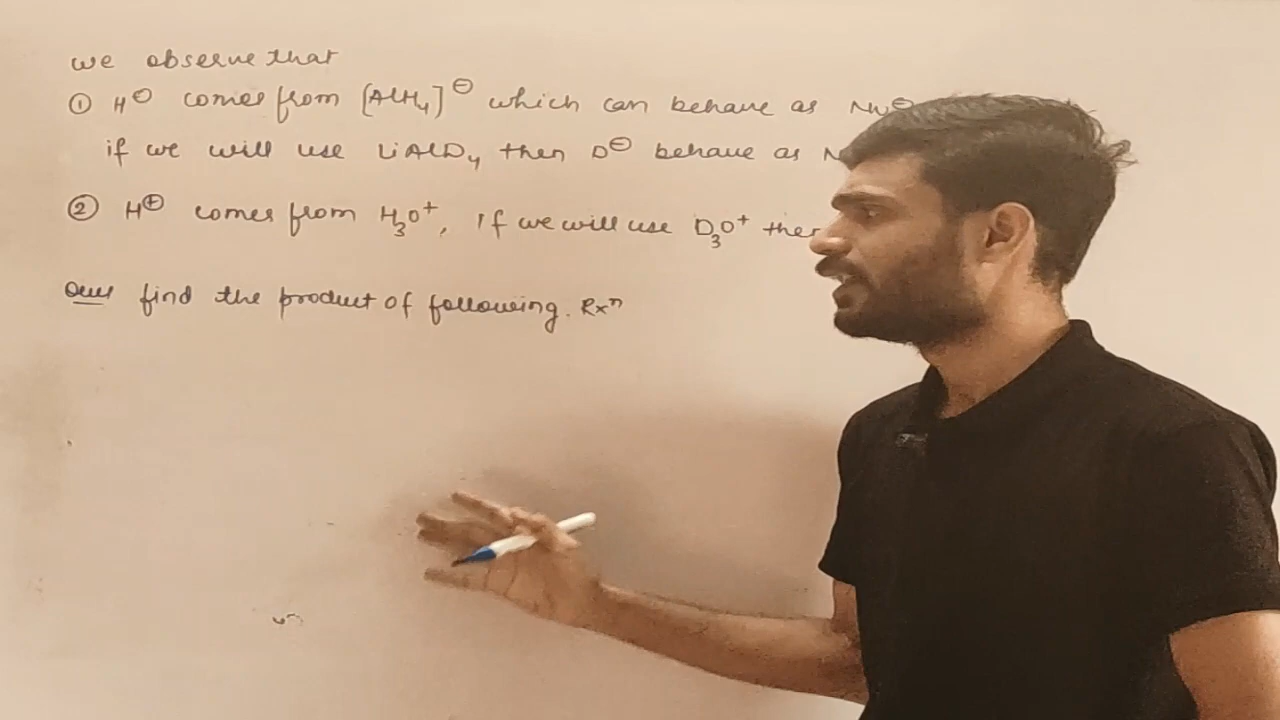 we observe that
① H⊖ comes from [AlH₄]⊖ which can behave as Nu⊖
if we will use LiAlD₄ then D⊖ behave as
② H⊕ comes from H₃O⁺, If we will use D₃O⁺ then
Ques find the product of following. Rxⁿ